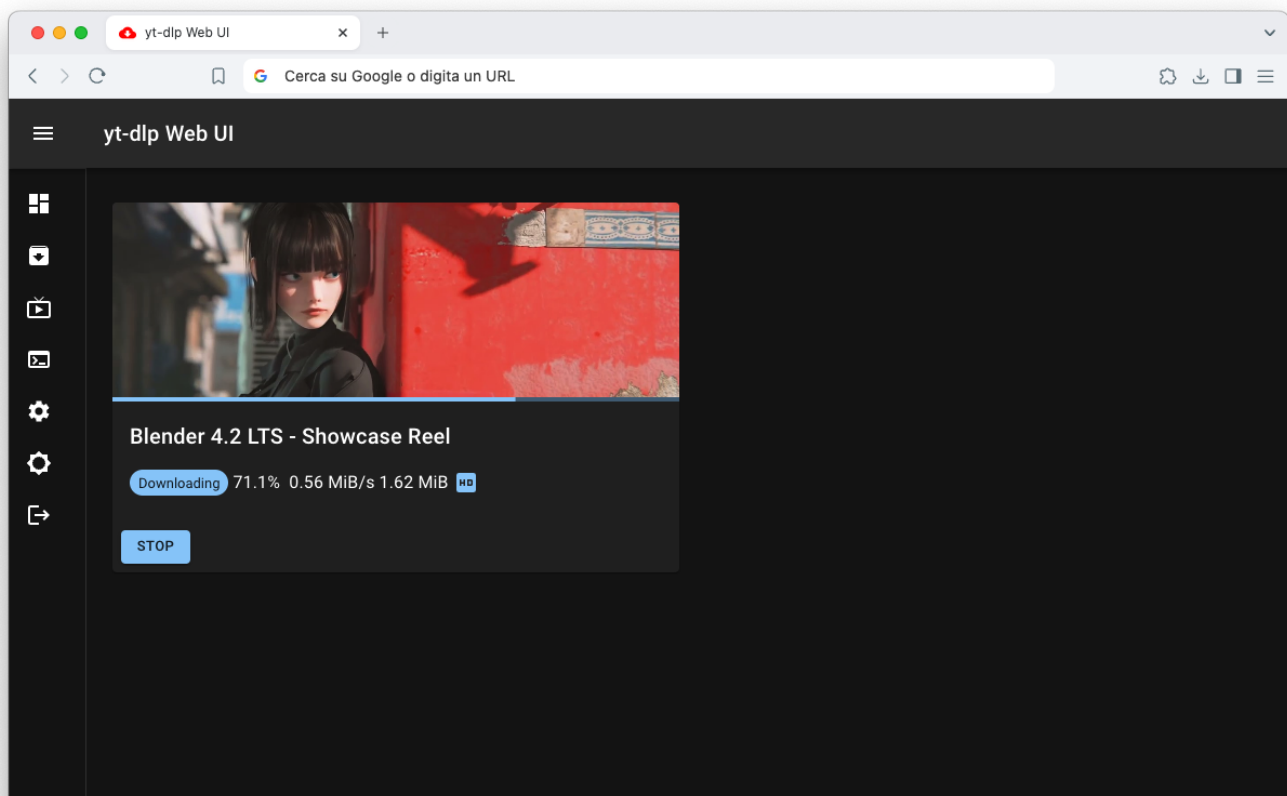 yt-dlp Web UI
Cerca su Google o digita un URL
yt-dlp Web UI
Blender 4.2 LTS - Showcase Reel
Downloading 71.1% 0.56 MiB/s 1.62 MiB HD
STOP